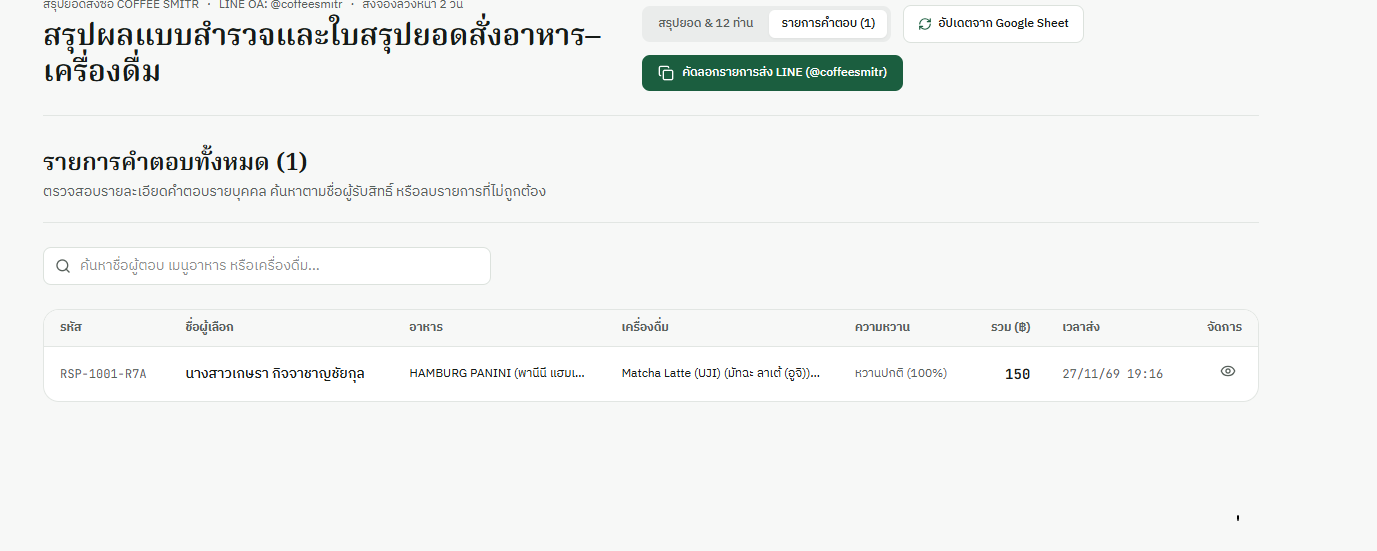 สรุปยอดสั่งซื้อ COFFEE SMITR · LINE OA: @coffeesmitr · สั่งจองล่วงหน้า 2 วัน
สรุปผลแบบสำรวจและใบสรุปยอดสั่งอาหาร–
เครื่องดื่ม
สรุปยอด & 12 ท่าน
รายการคำตอบ (1)
อัปเดตจาก Google Sheet
คัดลอกรายการส่ง LINE (@coffeesmitr)
รายการคำตอบทั้งหมด (1)
ตรวจสอบรายละเอียดคำตอบรายบุคคล ค้นหาตามชื่อผู้รับสิทธิ์ หรือลบรายการที่ไม่ถูกต้อง
ค้นหาชื่อผู้ตอบ เมนูอาหาร หรือเครื่องดื่ม...
รหัส ชื่อผู้เลือก อาหาร เครื่องดื่ม ความหวาน รวม (฿) เวลาส่ง จัดการ
RSP-1001-R7A นางสาวเกษรา กิจจาชาญชัยกุล HAMBURG PANINI (พานีนี แฮมเ... Matcha Latte (UJI) (มัทฉะ ลาเต้ (อูจิ))... หวานปกติ (100%) 150 27/11/69 19:16